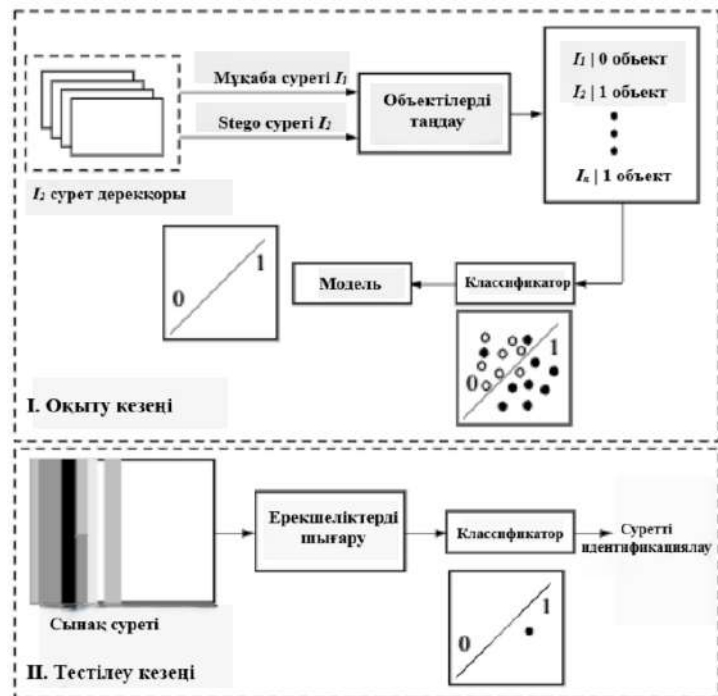 Мұқаба суреті I₁
Stego суреті I₂
Объектілерді
таңдау
I₁ | 0 объект
I₂ | 1 объект
Iₙ | 1 объект
I₂ сурет дерекқоры
0
1
Модель
Классификатор
0
1
I. Оқыту кезеңі
Ерекшеліктерді
шығару
Классификатор
Суретті
идентификациялау
Сынақ суреті
0
1
II. Тестілеу кезеңі